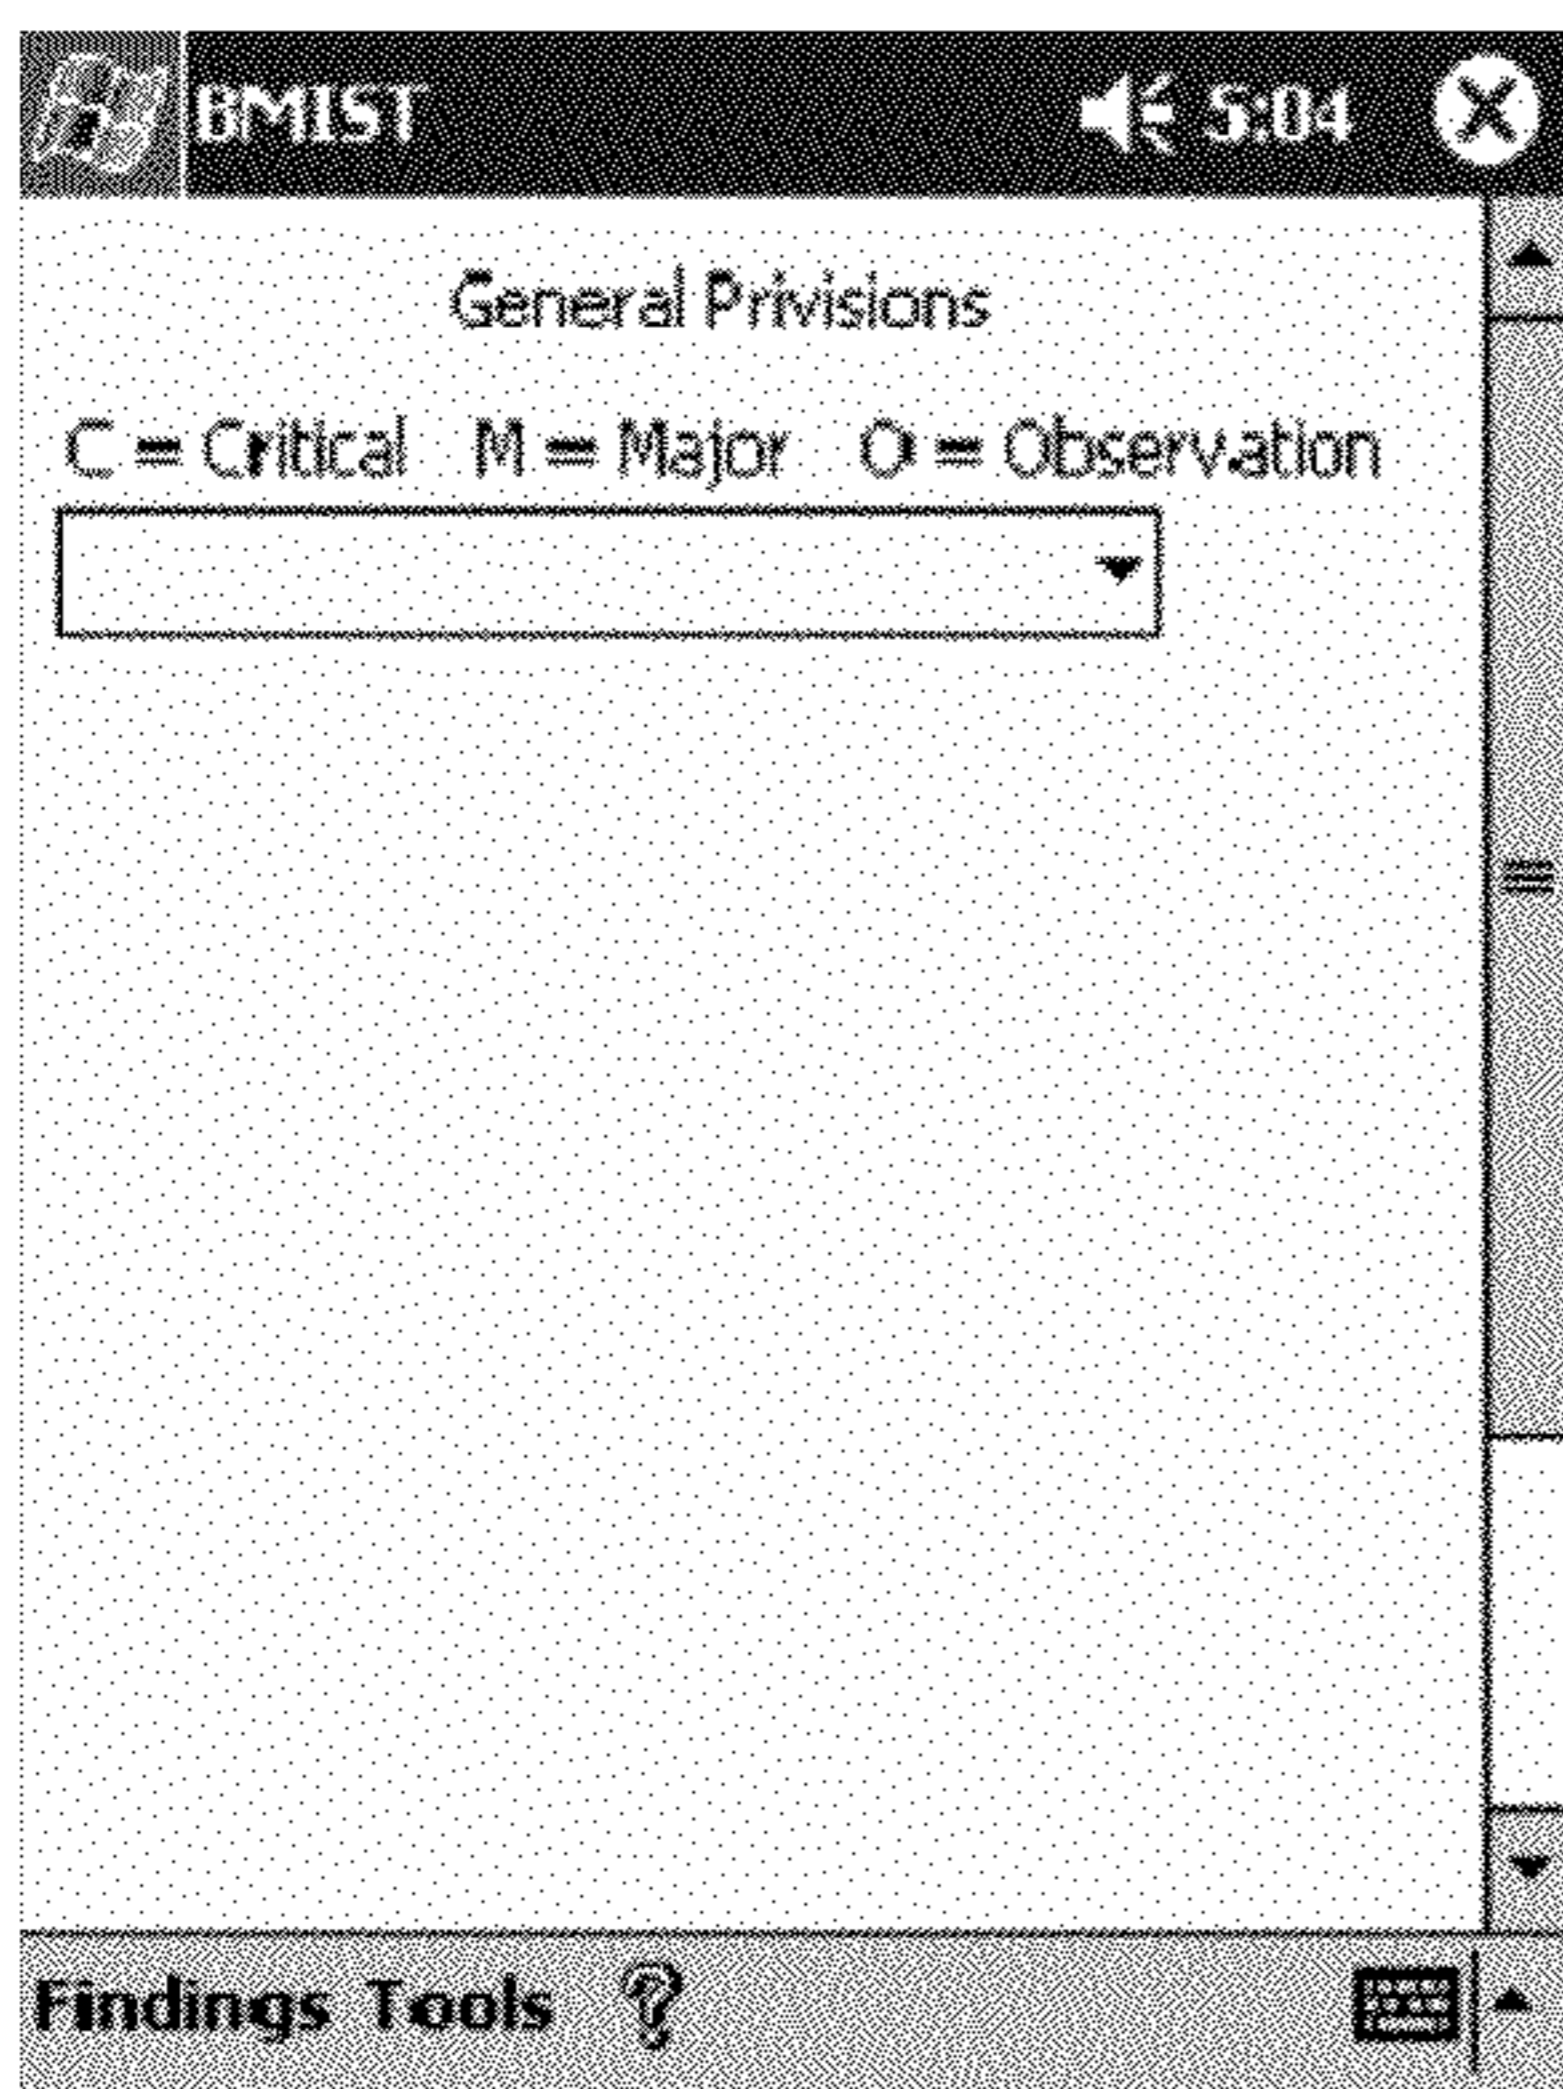 BMIST 5:04
General Privisions
C = Critical M = Major O = Observation
Findings Tools ?